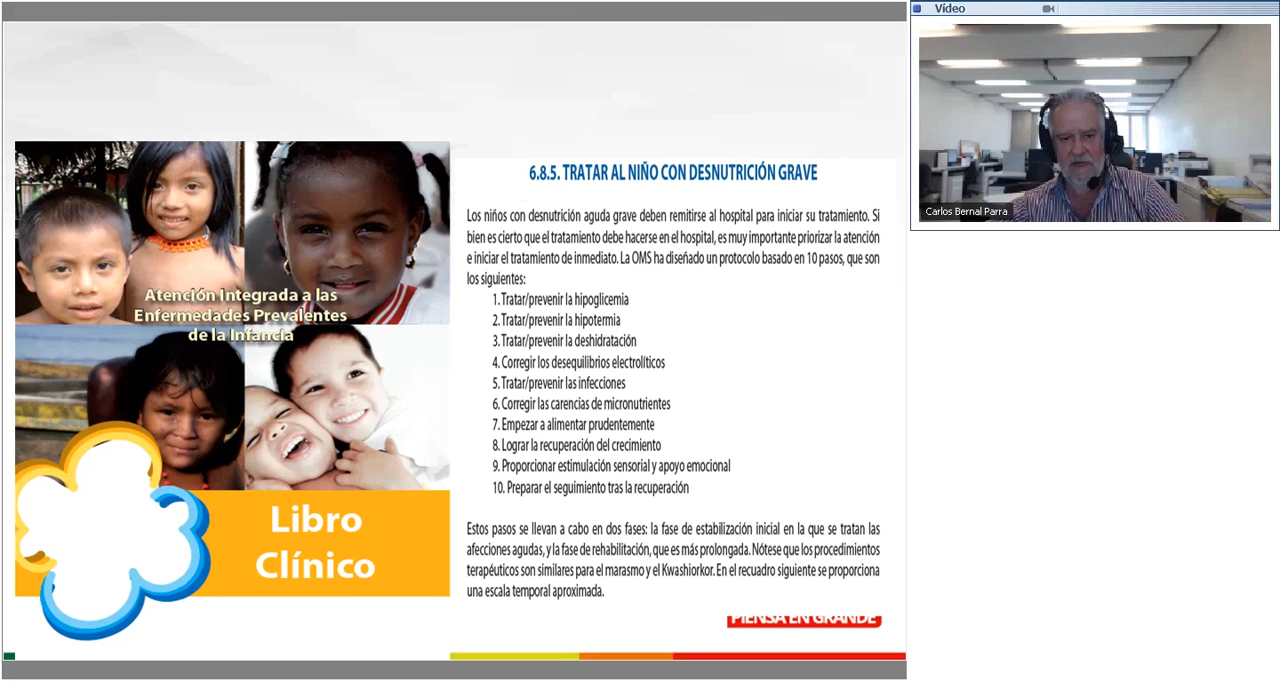 Vídeo
Carlos Bernal Parra
Atención Integrada a las
Enfermedades Prevalentes
de la Infancia
Libro
Clínico
6.8.5. TRATAR AL NIÑO CON DESNUTRICIÓN GRAVE
Los niños con desnutrición aguda grave deben remitirse al hospital para iniciar su tratamiento. Si
bien es cierto que el tratamiento debe hacerse en el hospital, es muy importante priorizar la atención
e iniciar el tratamiento de inmediato. La OMS ha diseñado un protocolo basado en 10 pasos, que son
los siguientes:
1. Tratar/prevenir la hipoglicemia
2. Tratar/prevenir la hipotermia
3. Tratar/prevenir la deshidratación
4. Corregir los desequilibrios electrolíticos
5. Tratar/prevenir las infecciones
6. Corregir las carencias de micronutrientes
7. Empezar a alimentar prudentemente
8. Lograr la recuperación del crecimiento
9. Proporcionar estimulación sensorial y apoyo emocional
10. Preparar el seguimiento tras la recuperación
Estos pasos se llevan a cabo en dos fases: la fase de estabilización inicial en la que se tratan las
afecciones agudas, y la fase de rehabilitación, que es más prolongada. Nótese que los procedimientos
terapéuticos son similares para el marasmo y el Kwashiorkor. En el recuadro siguiente se proporciona
una escala temporal aproximada.
PIENSA EN GRANDE